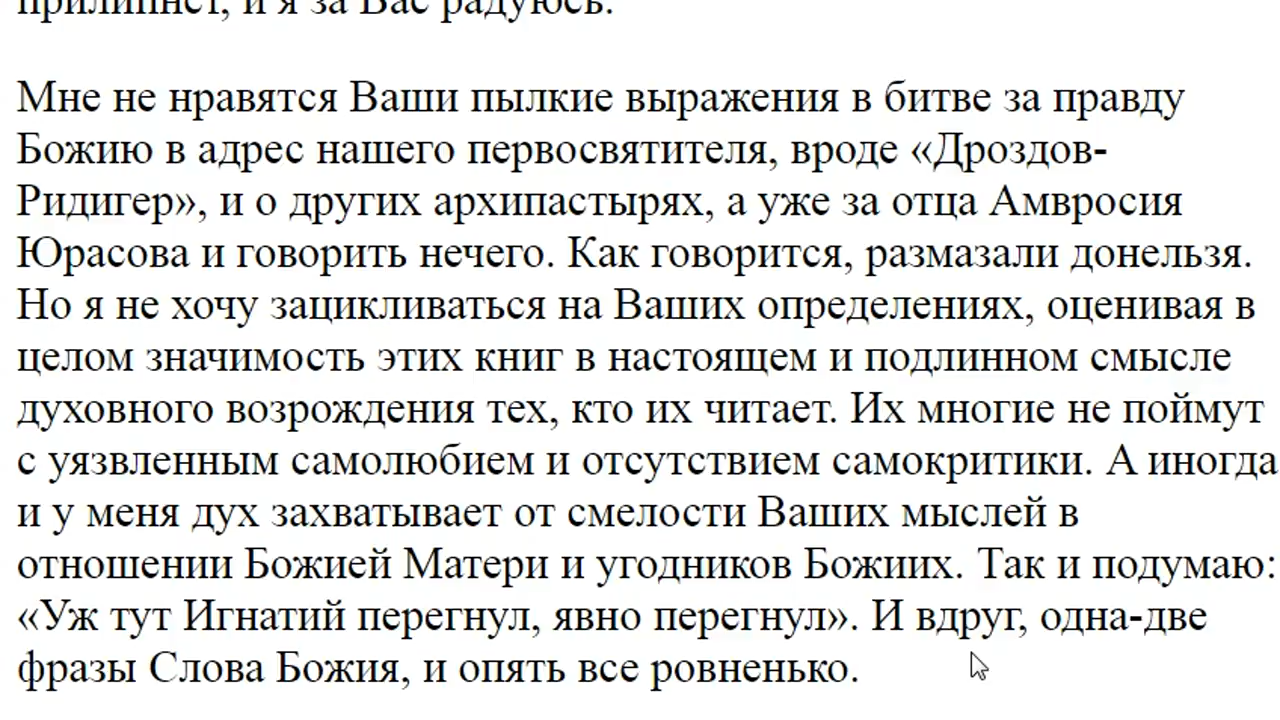 прилипнет, и я за Вас радуюсь.
Мне не нравятся Ваши пылкие выражения в битве за правду
Божию в адрес нашего первосвятителя, вроде «Дроздов-
Ридигер», и о других архипастырях, а уже за отца Амвросия
Юрасова и говорить нечего. Как говорится, размазали донельзя.
Но я не хочу зацикливаться на Ваших определениях, оценивая в
целом значимость этих книг в настоящем и подлинном смысле
духовного возрождения тех, кто их читает. Их многие не поймут
с уязвленным самолюбием и отсутствием самокритики. А иногда
и у меня дух захватывает от смелости Ваших мыслей в
отношении Божией Матери и угодников Божиих. Так и подумаю:
«Уж тут Игнатий перегнул, явно перегнул». И вдруг, одна-две
фразы Слова Божия, и опять все ровненько.